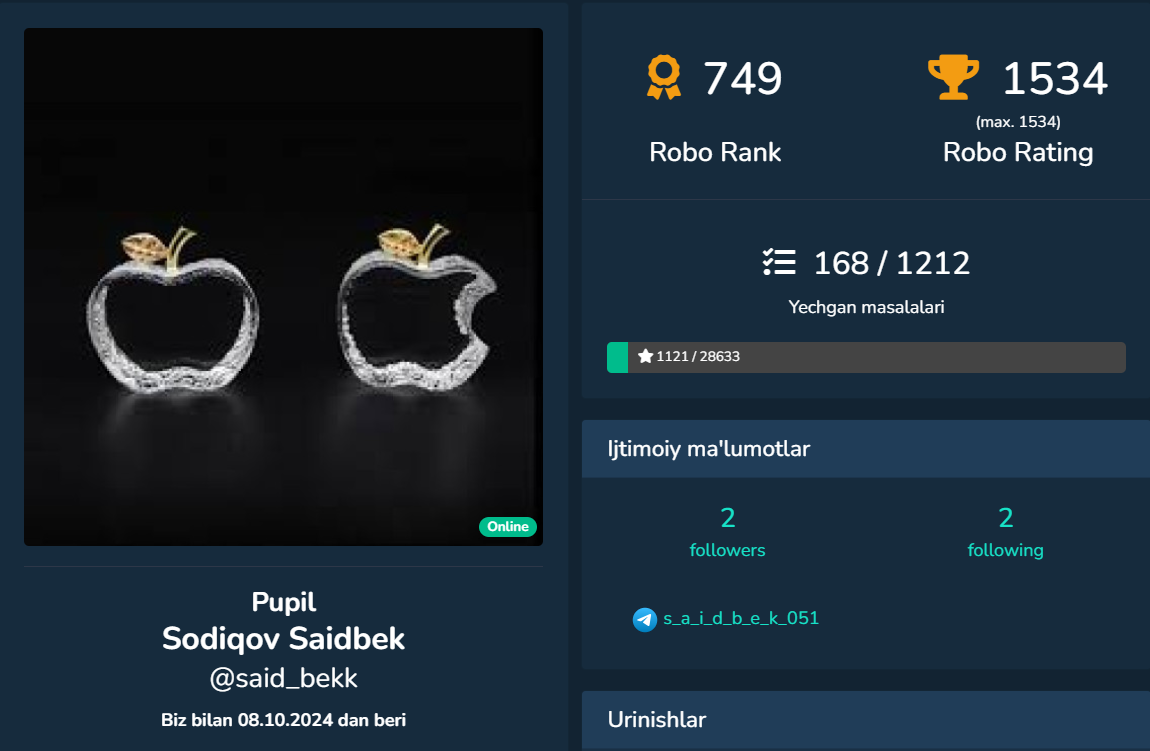 Online
Pupil
Sodiqov Saidbek
@said_bekk
Biz bilan 08.10.2024 dan beri
749
Robo Rank
1534
(max. 1534)
Robo Rating
168 / 1212
Yechgan masalalari
1121 / 28633
Ijtimoiy ma'lumotlar
2
followers
2
following
s_a_i_d_b_e_k_051
Urinishlar